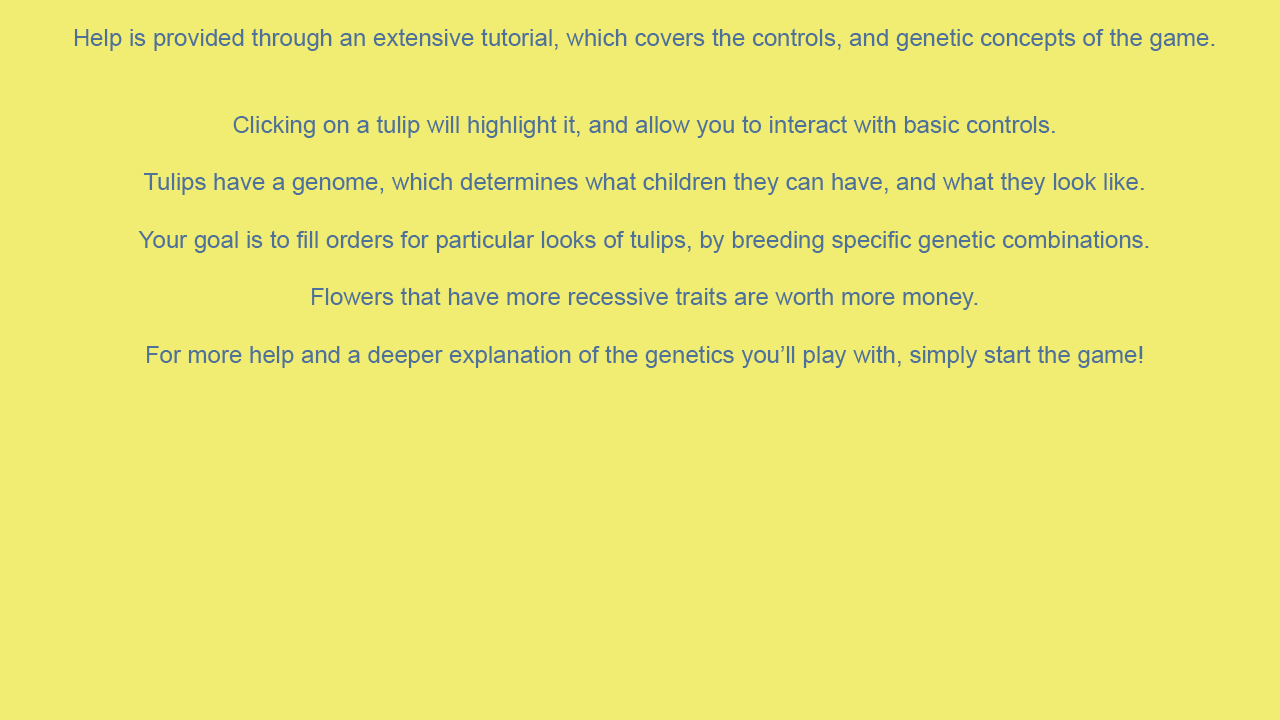 Help is provided through an extensive tutorial, which covers the controls, and genetic concepts of the game.
Clicking on a tulip will highlight it, and allow you to interact with basic controls.
Tulips have a genome, which determines what children they can have, and what they look like.
Your goal is to fill orders for particular looks of tulips, by breeding specific genetic combinations.
Flowers that have more recessive traits are worth more money.
For more help and a deeper explanation of the genetics you’ll play with, simply start the game!